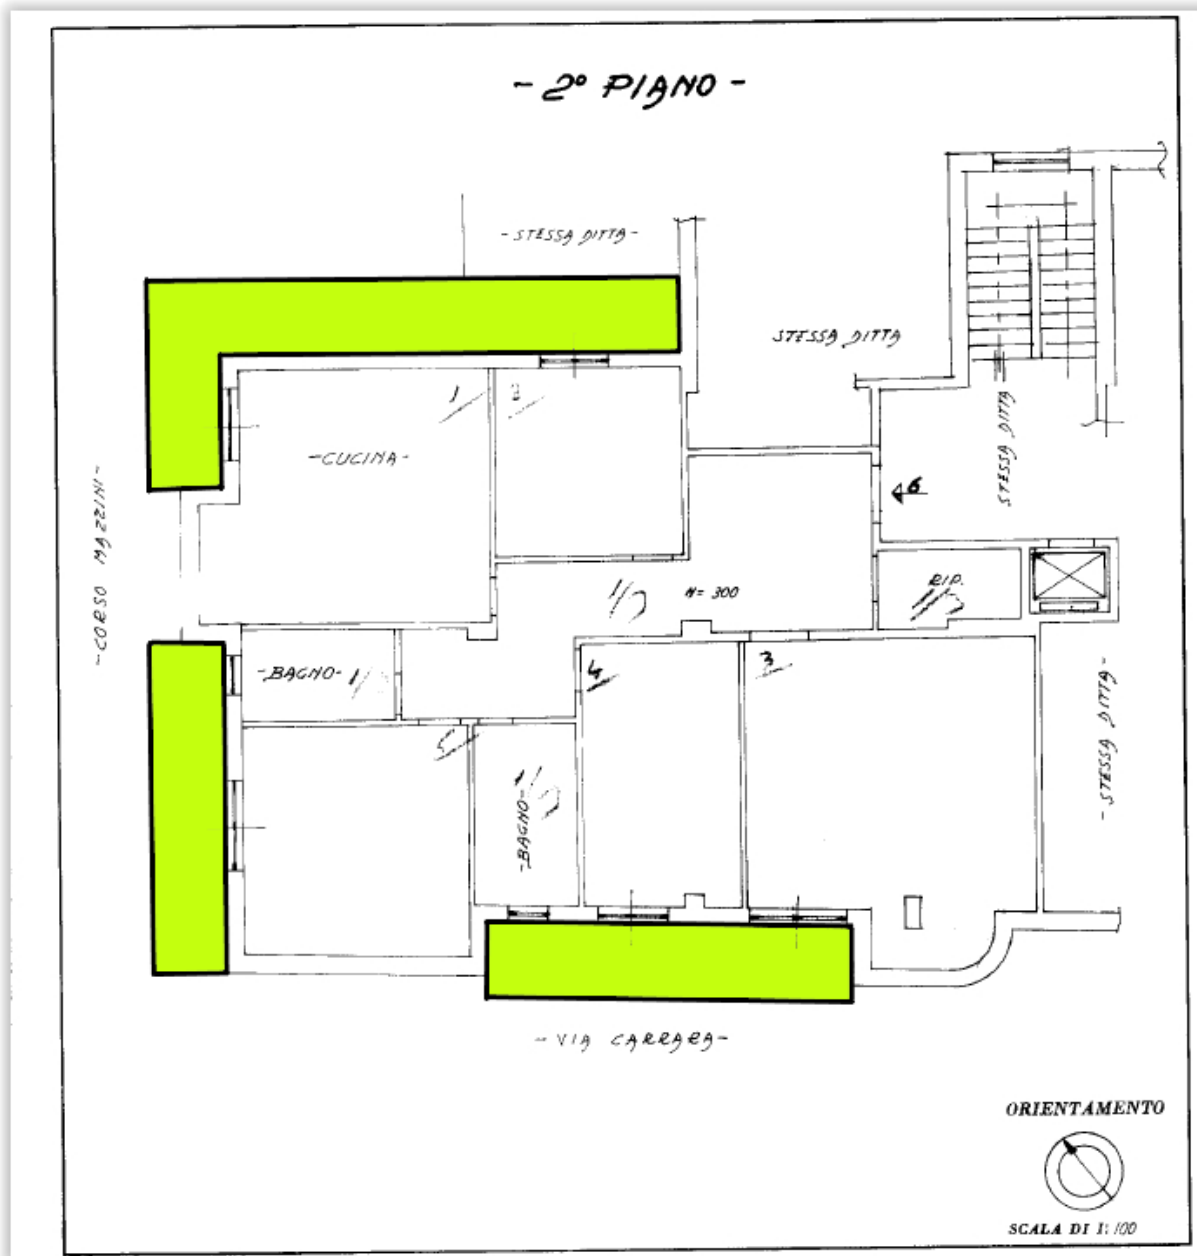 - 2° PIANO -
- STESSA DITTA -
STESSA DITTA
STESSA DITTA
1
2
- CUCINA -
6
- CORSO MAZZINI -
1/2
H= 300
RIP.
- BAGNO -
4
3
- STESSA DITTA -
5
- BAGNO -
- VIA CARRARA -
ORIENTAMENTO
SCALA DI 1: 100